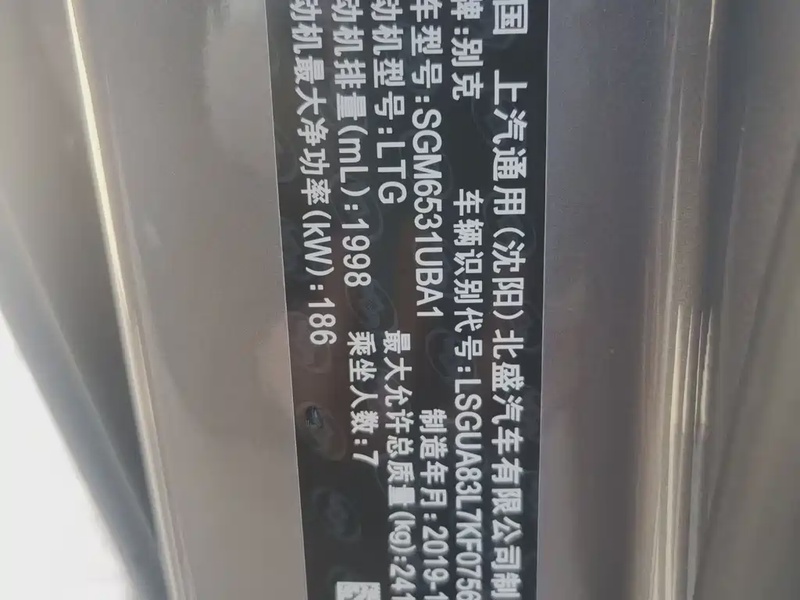 国 上汽通用(沈阳)北盛汽车有限公司制
牌:别克
车辆识别代号:LSGUA83L7KF0756
车型号:SGM6531UBA1
制造年月:2019-1
动机型号:LTG
最大允许总质量(kg):241
动机排量(mL):1998
乘坐人数:7
动机最大净功率(kW):186